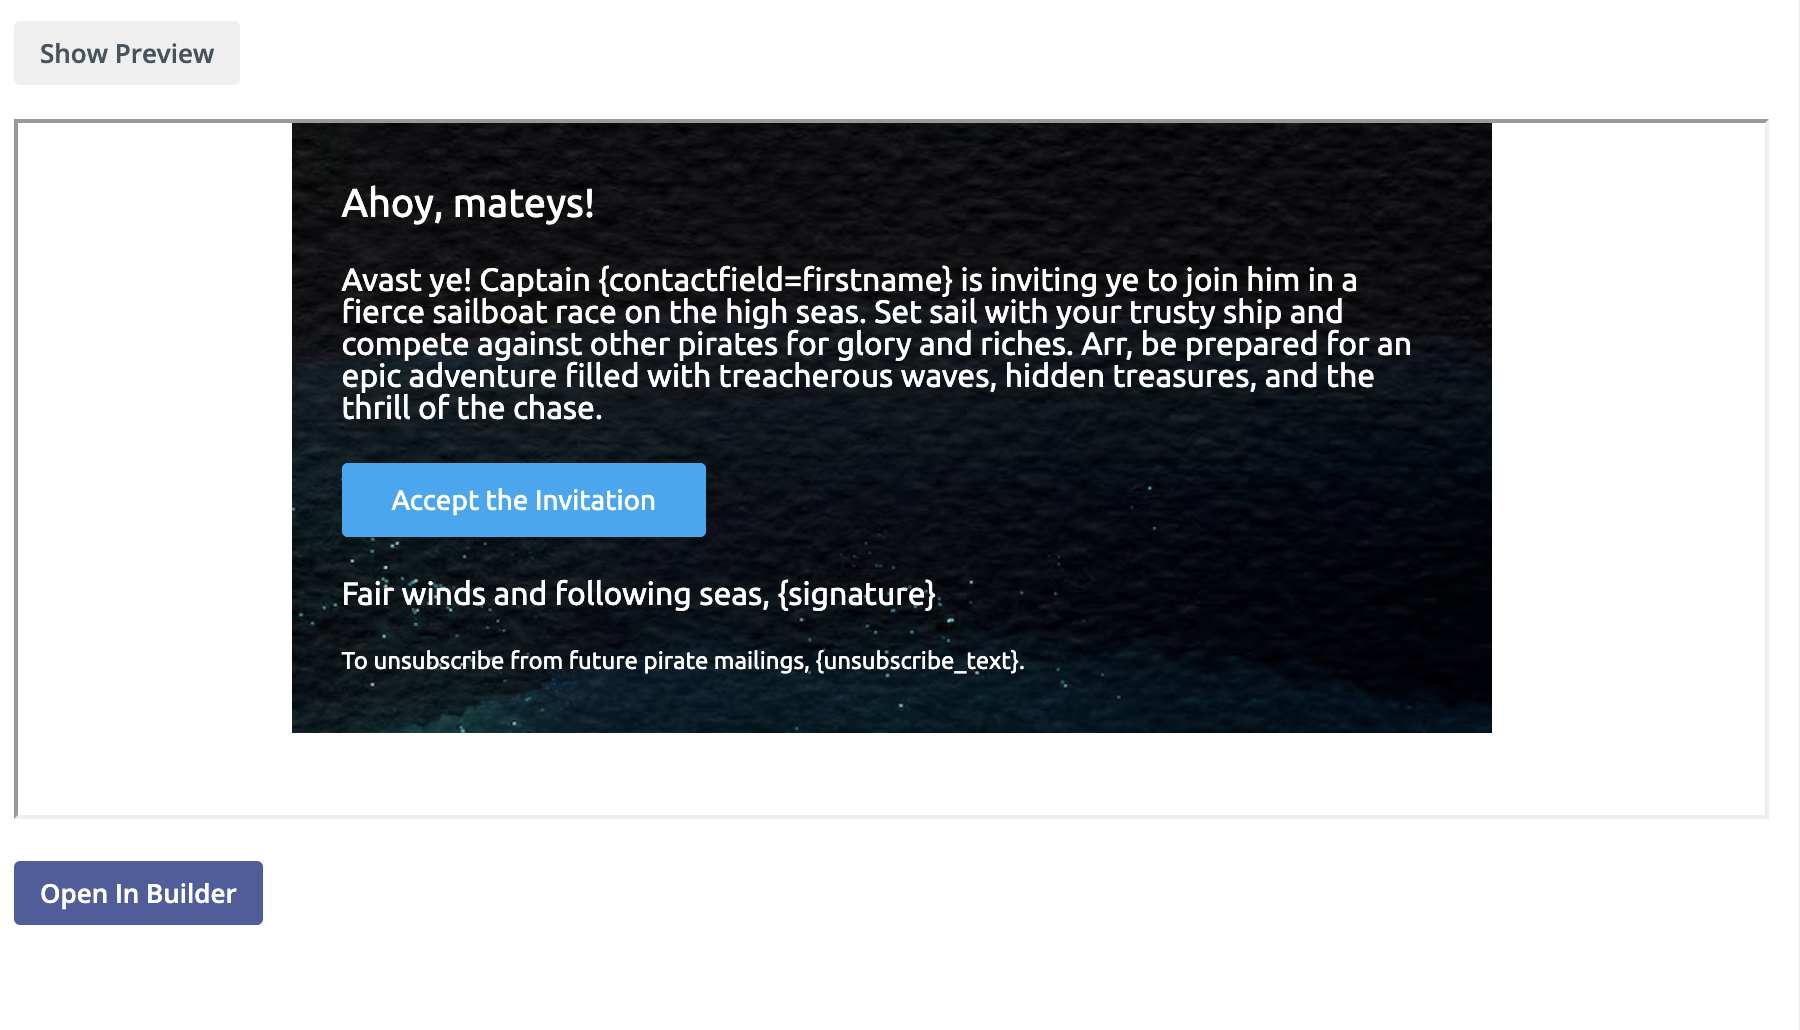 Show Preview
Ahoy, mateys!
Avast ye! Captain {contactfield=firstname} is inviting ye to join him in a
fierce sailboat race on the high seas. Set sail with your trusty ship and
compete against other pirates for glory and riches. Arr, be prepared for an
epic adventure filled with treacherous waves, hidden treasures, and the
thrill of the chase.
Accept the Invitation
Fair winds and following seas, {signature}
To unsubscribe from future pirate mailings, {unsubscribe_text}.
Open In Builder